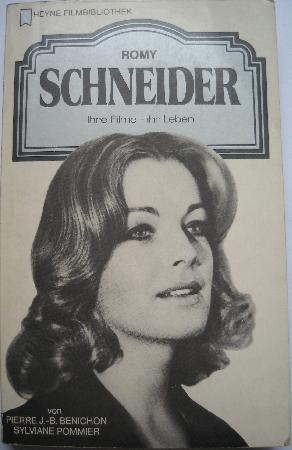 HEYNE FILMBIBLIOTHEK
ROMY
SCHNEIDER
Ihre Filme - ihr Leben
von
PIERRE J.-B. BENICHON
SYLVIANE POMMIER